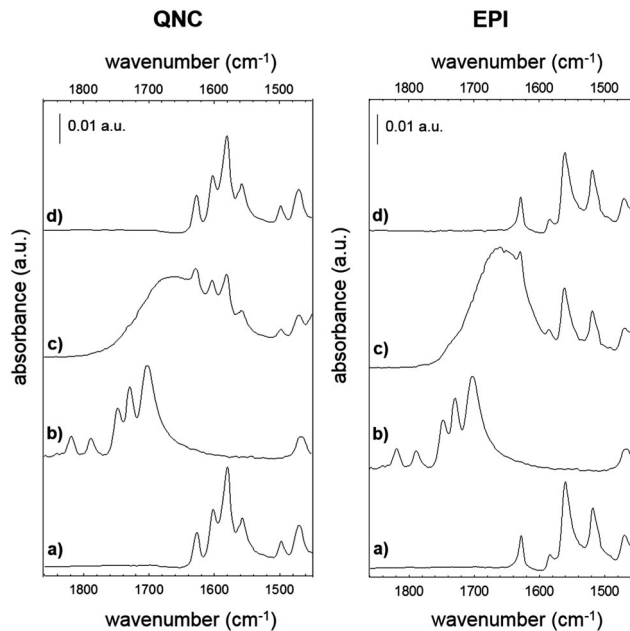 QNC
EPI
wavenumber (cm-1)
wavenumber (cm-1)
1800 1700 1600 1500
1800 1700 1600 1500
0.01 a.u.
0.01 a.u.
absorbance (a.u.)
absorbance (a.u.)
d)
d)
c)
c)
b)
b)
a)
a)
1800 1700 1600 1500
1800 1700 1600 1500
wavenumber (cm-1)
wavenumber (cm-1)